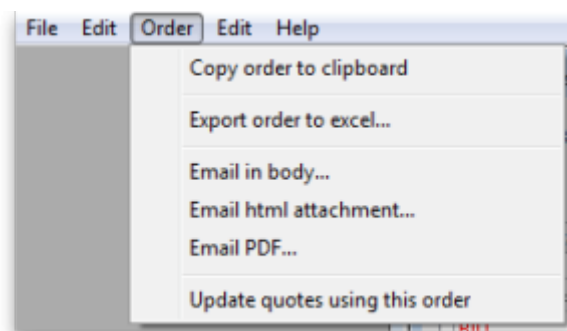 File Edit Order Edit Help
Copy order to clipboard
Export order to excel...
Email in body...
Email html attachment...
Email PDF...
Update quotes using this order